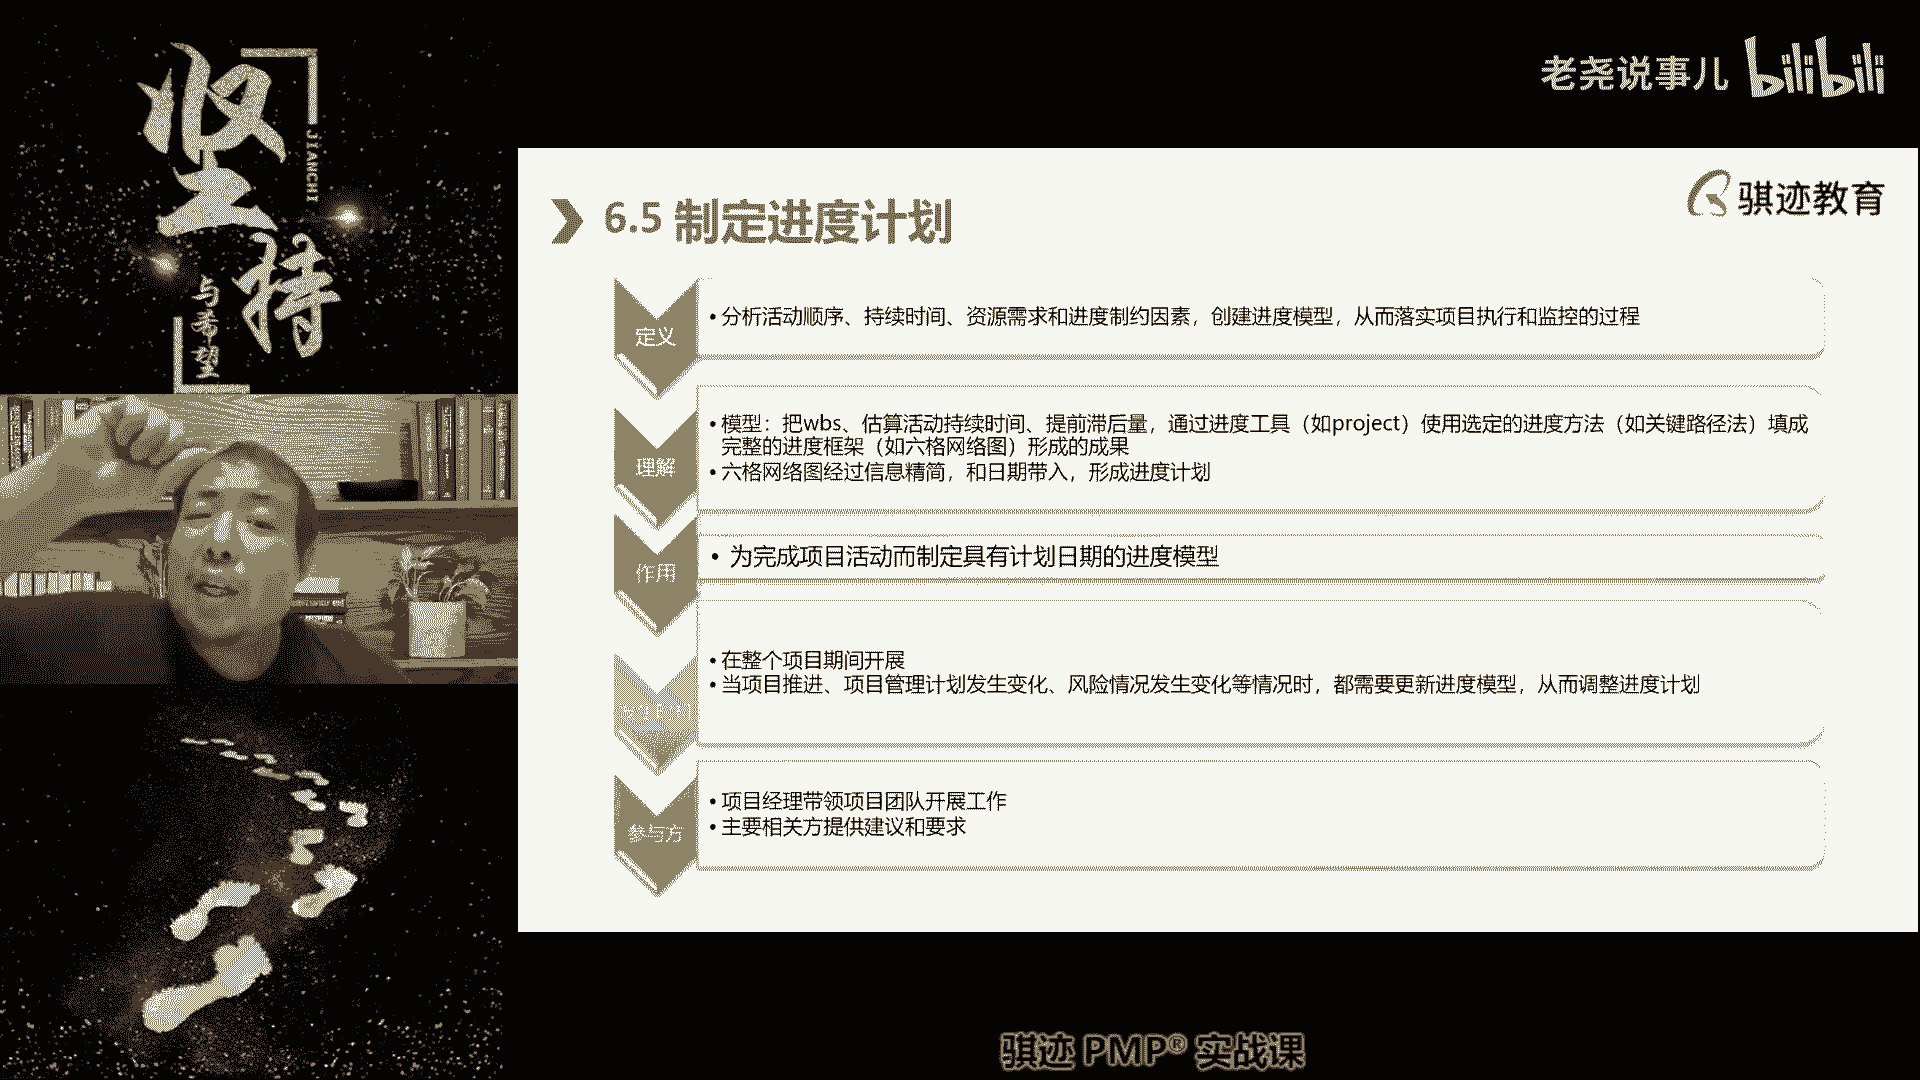 坚持
JIANCHI
与希望
老尧说事儿 bilibili
骐迹教育
6.5 制定进度计划
定义
•分析活动顺序、持续时间、资源需求和进度制约因素，创建进度模型，从而落实项目执行和监控的过程
理解
•模型：把wbs、估算活动持续时间、提前滞后量，通过进度工具（如project）使用选定的进度方法（如关键路径法）填成
完整的进度框架（如六格网络图）形成的成果
•六格网络图经过信息精简，和日期带入，形成进度计划
作用
•为完成项目活动而制定具有计划日期的进度模型
•在整个项目期间开展
•当项目推进、项目管理计划发生变化、风险情况发生变化等情况时，都需要更新进度模型，从而调整进度计划
参与方
•项目经理带领项目团队开展工作
•主要相关方提供建议和要求
骐迹 PMP® 实战课